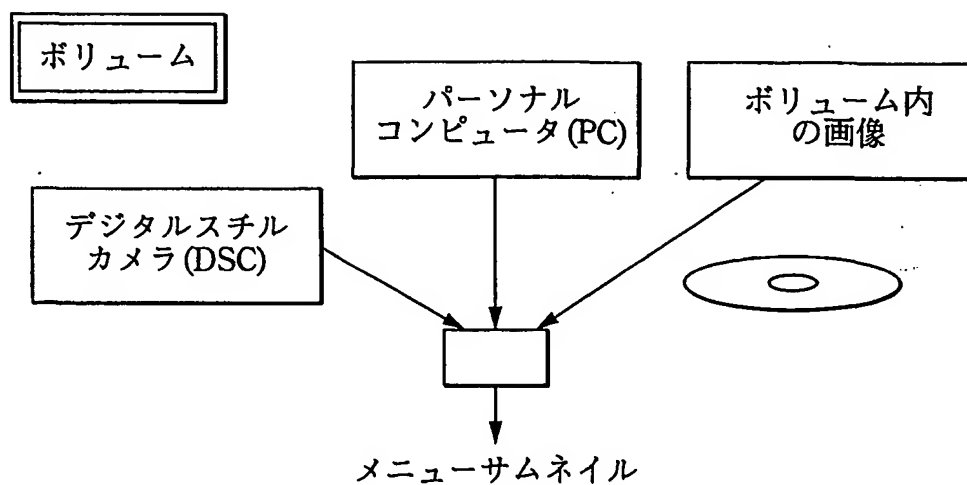 ボリューム
パーソナル
コンピュータ(PC)
ボリューム内
の画像
デジタルスチル
カメラ(DSC)
メニューサムネイル